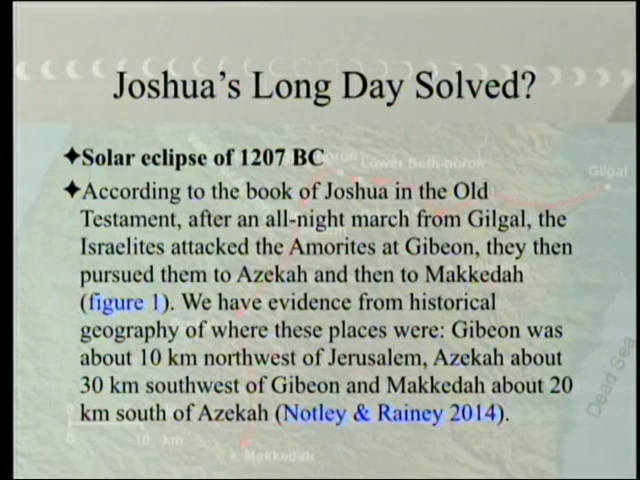 Joshua's Long Day Solved?
✦Solar eclipse of 1207 BC
✦According to the book of Joshua in the Old
Testament, after an all-night march from Gilgal, the
Israelites attacked the Amorites at Gibeon, they then
pursued them to Azekah and then to Makkedah
(figure 1). We have evidence from historical
geography of where these places were: Gibeon was
about 10 km northwest of Jerusalem, Azekah about
30 km southwest of Gibeon and Makkedah about 20
km south of Azekah (Notley & Rainey 2014).
Lower Beth-horon
Gilgal
Dead Sea
0 10 km
Makkedah